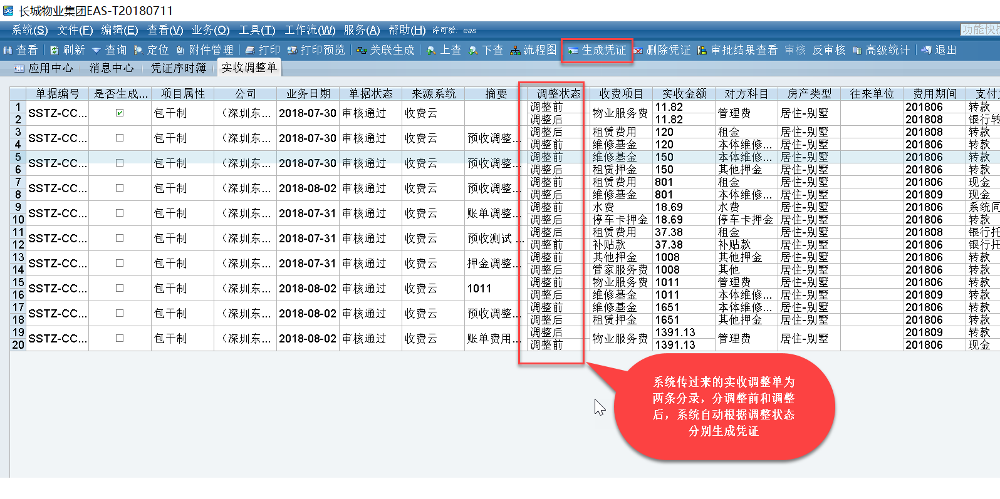 长城物业集团EAS-T20180711
系统(S) 文件(F) 编辑(E) 查看(V) 业务(O) 工具(T) 工作流(W) 服务(A) 帮助(H) 许可给: eas 功能快
查看 刷新 查询 定位 附件管理 打印 打印预览 关联生成 上查 下查 流程图 生成凭证 删除凭证 审批结果查看 审核 反审核 高级统计 退出
应用中心 消息中心 凭证序时簿 实收调整单
单据编号 是否生成... 项目属性 公司 业务日期 单据状态 来源系统 摘要 调整状态 收费项目 实收金额 对方科目 房产类型 往来单位 费用期间 支付
1 SSTZ-CC... 包干制 （深圳东... 2018-07-30 审核通过 收费云 调整前 物业服务费 11.82 管理费 居住-别墅 201806 转款
2 调整后 11.82 201808 银行转
3 SSTZ-CC... 包干制 （深圳东... 2018-07-30 审核通过 收费云 预收调整... 调整后 租赁费用 120 租金 居住-别墅 201808 转款
4 调整前 维修基金 120 本体维修... 居住-别墅 201806 转款
5 SSTZ-CC... 包干制 （深圳东... 2018-07-30 审核通过 收费云 预收调整... 调整前 维修基金 150 本体维修... 居住-别墅 201806 转款
6 调整后 租赁押金 150 其他押金 居住-别墅 201806 转款
7 SSTZ-CC... 包干制 （深圳东... 2018-08-02 审核通过 收费云 预收调整... 调整前 租赁费用 801 租金 居住-别墅 201806 现金
8 调整后 维修基金 801 本体维修... 居住-别墅 201809 现金
9 SSTZ-CC... 包干制 （深圳东... 2018-07-31 审核通过 收费云 账单调整... 调整前 水费 18.69 水费 居住-别墅 201806 系统同
10 调整后 停车卡押金 18.69 停车卡押金 居住-别墅 201806 转款
11 SSTZ-CC... 包干制 （深圳东... 2018-07-31 审核通过 收费云 预收测试 ... 调整后 租赁费用 37.38 租金 居住-别墅 201808 银行托
12 调整前 补贴款 37.38 补贴款 居住-别墅 201806 银行托
13 SSTZ-CC... 包干制 （深圳东... 2018-07-31 审核通过 收费云 押金调整... 调整前 其他押金 1008 其他押金 居住-别墅 201806 转款
14 调整后 管家服务费 1008 其他 居住-别墅 201806 转款
15 SSTZ-CC... 包干制 （深圳东... 2018-08-02 审核通过 收费云 1011 调整前 物业服务费 1011 管理费 居住-别墅 201806 转款
16 调整后 维修基金 1011 本体维修... 居住-别墅 201809 转款
17 SSTZ-CC... 包干制 （深圳东... 2018-08-02 审核通过 收费云 预收调整... 调整前 维修基金 1651 本体维修... 居住-别墅 201806 转款
18 调整后 租赁押金 1651 其他押金 居住-别墅 201806 转款
19 SSTZ-CC... 包干制 （深圳东... 2018-08-02 审核通过 收费云 账单费用... 调整后 物业服务费 1391.13 管理费 居住-别墅 201809 转款
20 调整前 1391.13 201806 现金
系统传过来的实收调整单为
两条分录，分调整前和调整
后，系统自动根据调整状态
分别生成凭证